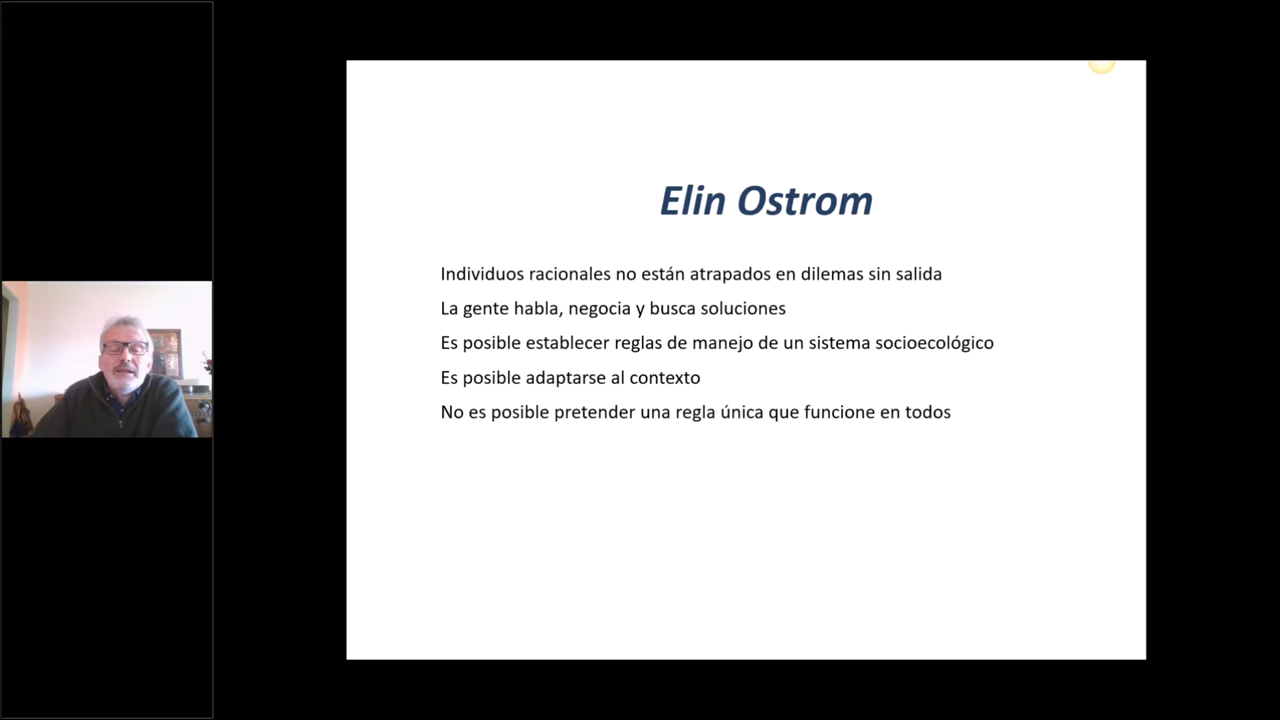 Elin Ostrom
Individuos racionales no están atrapados en dilemas sin salida
La gente habla, negocia y busca soluciones
Es posible establecer reglas de manejo de un sistema socioecológico
Es posible adaptarse al contexto
No es posible pretender una regla única que funcione en todos